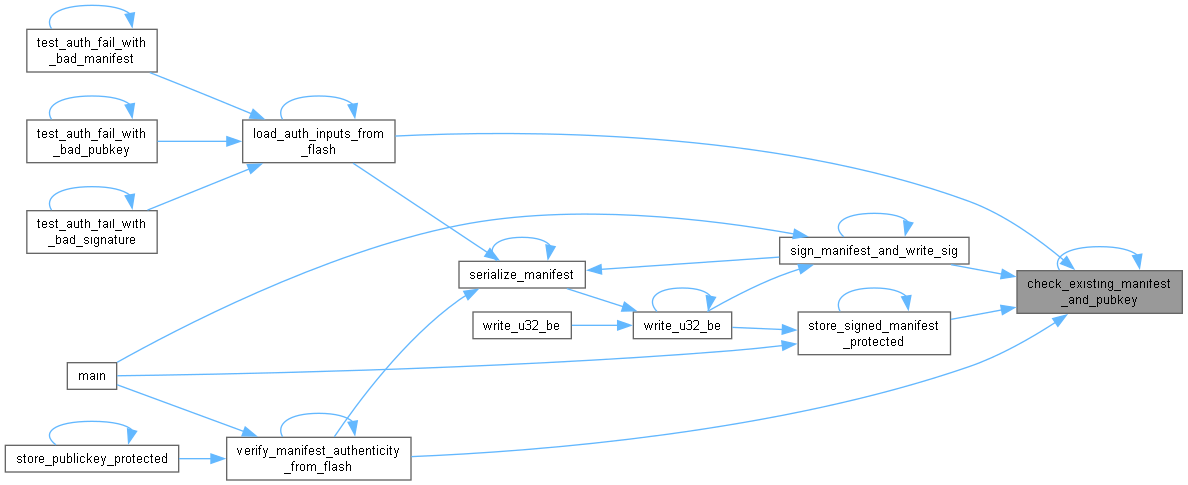 test_auth_fail_with
_bad_manifest
test_auth_fail_with
_bad_pubkey
load_auth_inputs_from
_flash
test_auth_fail_with
_bad_signature
sign_manifest_and_write_sig
serialize_manifest
check_existing_manifest
_and_pubkey
write_u32_be
write_u32_be
store_signed_manifest
_protected
main
store_publickey_protected
verify_manifest_authenticity
_from_flash